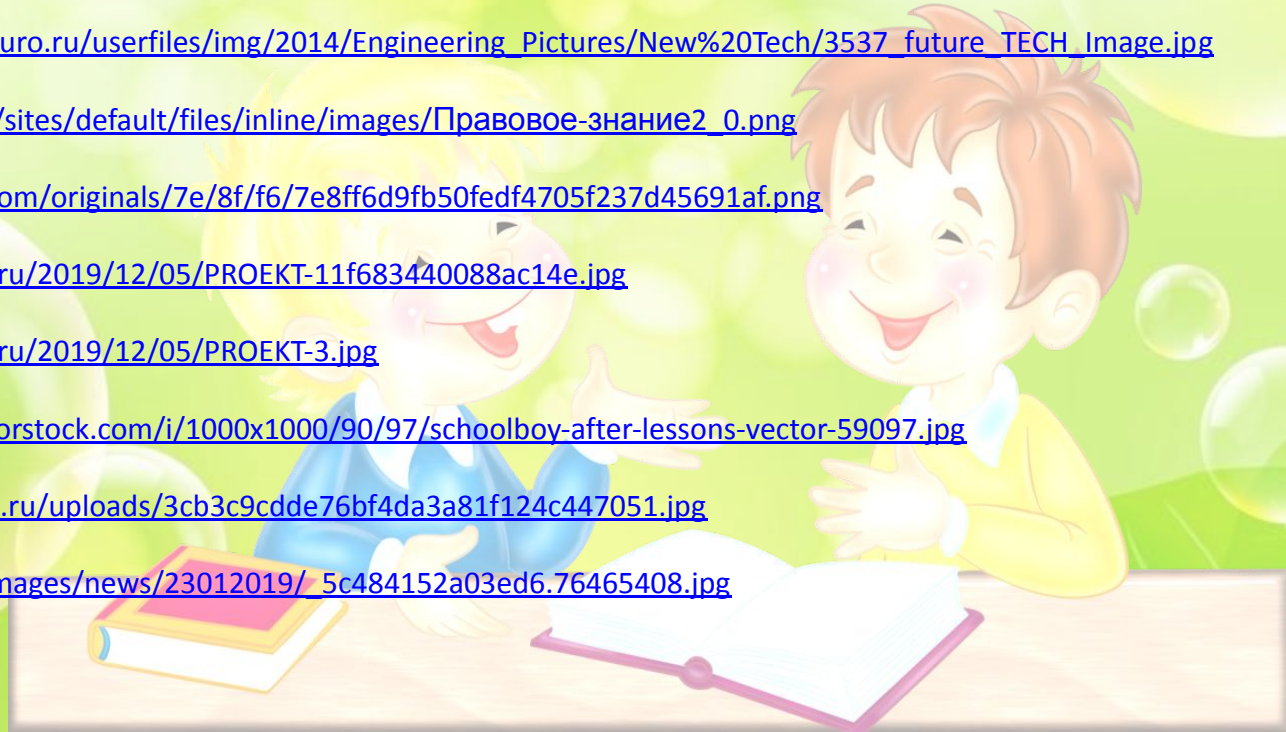 uro.ru/userfiles/img/2014/Engineering_Pictures/New%20Tech/3537_future_TECH_Image.jpg
/sites/default/files/inline/images/Правовое-знание2_0.png
om/originals/7e/8f/f6/7e8ff6d9fb50fedf4705f237d45691af.png
ru/2019/12/05/PROEKT-11f683440088ac14e.jpg
ru/2019/12/05/PROEKT-3.jpg
orstock.com/i/1000x1000/90/97/schoolboy-after-lessons-vector-59097.jpg
.ru/uploads/3cb3c9cdde76bf4da3a81f124c447051.jpg
mages/news/23012019/_5c484152a03ed6.76465408.jpg